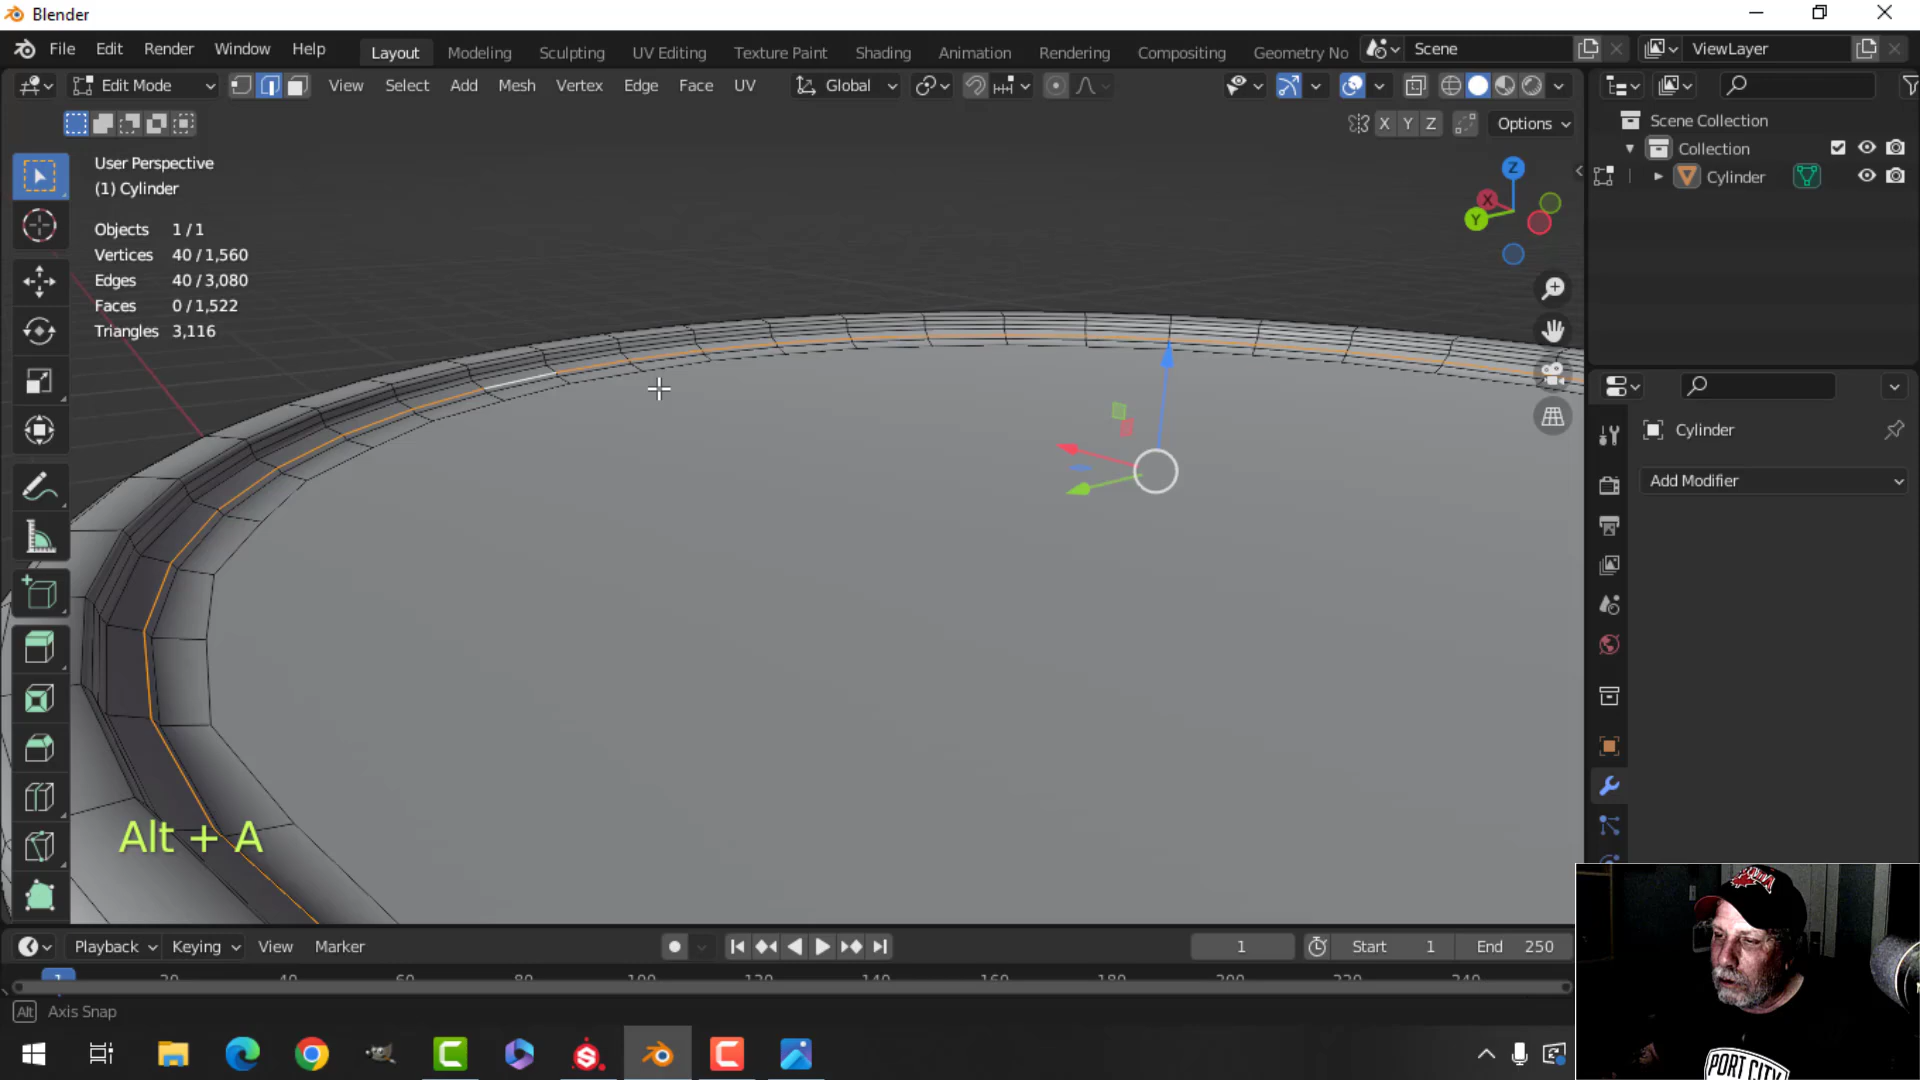 Blender
File Edit Render Window Help Layout Modeling Sculpting UV Editing Texture Paint Shading Animation Rendering Compositing Geometry No Scene ViewLayer
Edit Mode View Select Add Mesh Vertex Edge Face UV Global
X Y Z Options
User Perspective
(1) Cylinder
Objects 1 / 1
Vertices 40 / 1,560
Edges 40 / 3,080
Faces 0 / 1,522
Triangles 3,116
Z
X
Y
Alt + A
Scene Collection
Collection
Cylinder
Cylinder
Add Modifier
Playback Keying View Marker 1 Start 1 End 250
1
Alt Axis Snap
PORT CITY